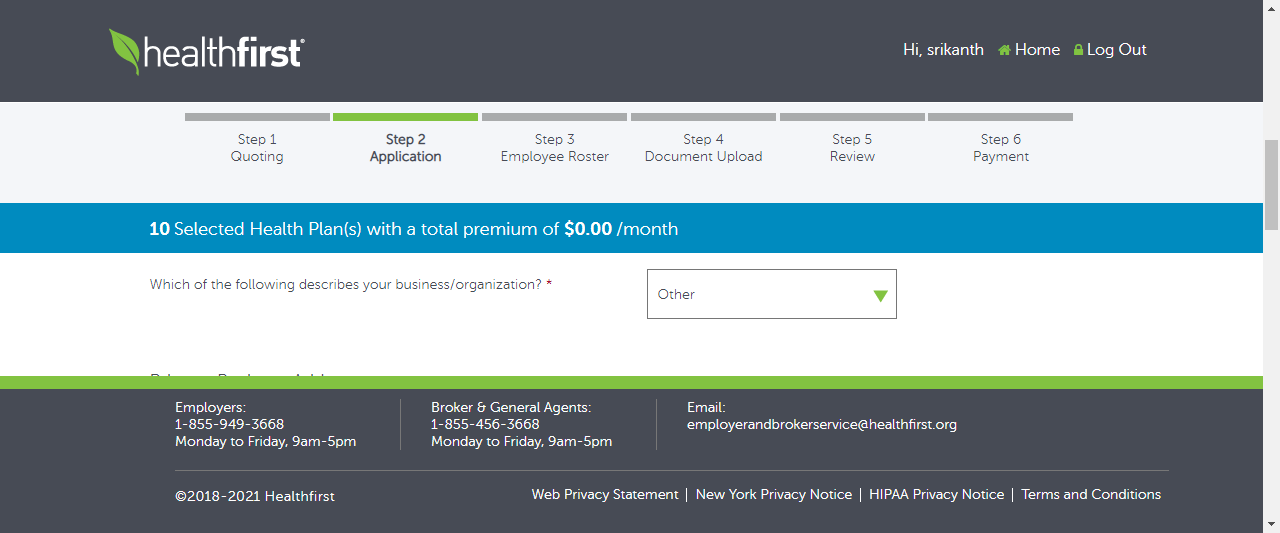 healthfirst®
Hi, srikanth Home Log Out
Step 1
Quoting
Step 2
Application
Step 3
Employee Roster
Step 4
Document Upload
Step 5
Review
Step 6
Payment
10 Selected Health Plan(s) with a total premium of $0.00 /month
Which of the following describes your business/organization? *
Other
Employers:
1-855-949-3668
Monday to Friday, 9am-5pm
Broker & General Agents:
1-855-456-3668
Monday to Friday, 9am-5pm
Email:
employerandbrokerservice@healthfirst.org
©2018-2021 Healthfirst
Web Privacy Statement | New York Privacy Notice | HIPAA Privacy Notice | Terms and Conditions